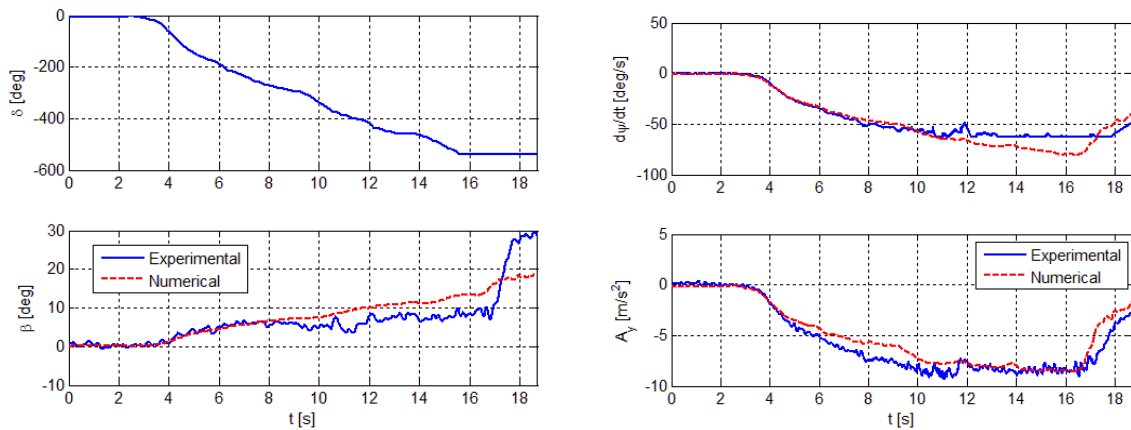 0
-200
-400
-600
δ [deg]
0 2 4 6 8 10 12 14 16 18
30
20
10
0
-10
β [deg]
Experimental
Numerical
0 2 4 6 8 10 12 14 16 18
t [s]
50
0
-50
-100
dψ/dt [deg/s]
0 2 4 6 8 10 12 14 16 18
5
0
-5
-10
Ay [m/s²]
Experimental
Numerical
0 2 4 6 8 10 12 14 16 18
t [s]